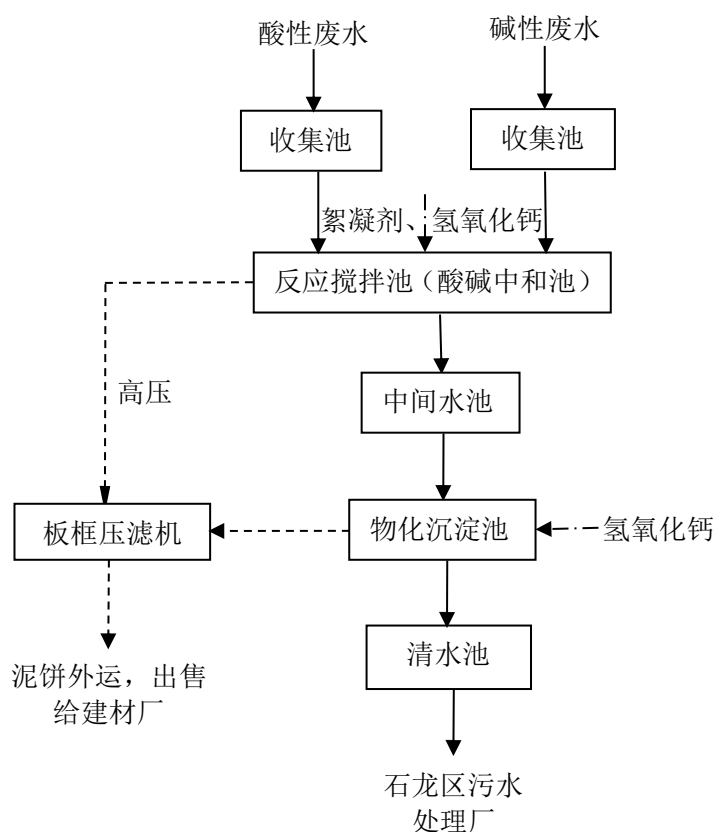 酸性废水
碱性废水
收集池
收集池
絮凝剂、氢氧化钙
反应搅拌池（酸碱中和池）
高压
中间水池
板框压滤机
物化沉淀池
氢氧化钙
清水池
泥饼外运，出售
给建材厂
石龙区污水
处理厂